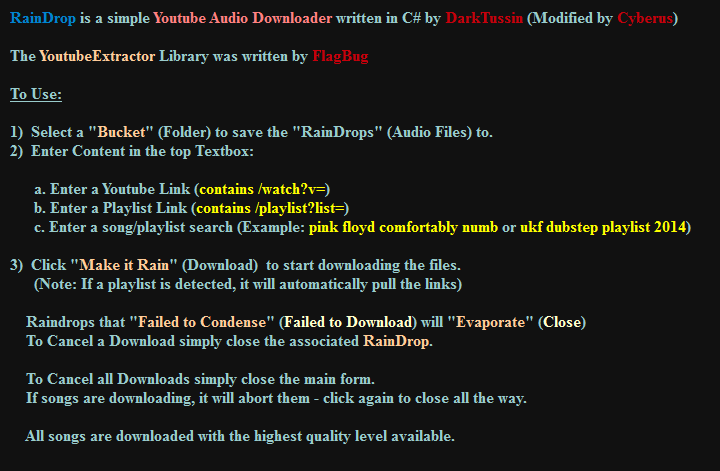 RainDrop is a simple Youtube Audio Downloader written in C# by DarkTussin (Modified by Cyberus)
The YoutubeExtractor Library was written by FlagBug
To Use:
1) Select a "Bucket" (Folder) to save the "RainDrops" (Audio Files) to.
2) Enter Content in the top Textbox:
a. Enter a Youtube Link (contains /watch?v=)
b. Enter a Playlist Link (contains /playlist?list=)
c. Enter a song/playlist search (Example: pink floyd comfortably numb or ukf dubstep playlist 2014)
3) Click "Make it Rain" (Download) to start downloading the files.
(Note: If a playlist is detected, it will automatically pull the links)
Raindrops that "Failed to Condense" (Failed to Download) will "Evaporate" (Close)
To Cancel a Download simply close the associated RainDrop.
To Cancel all Downloads simply close the main form.
If songs are downloading, it will abort them - click again to close all the way.
All songs are downloaded with the highest quality level available.